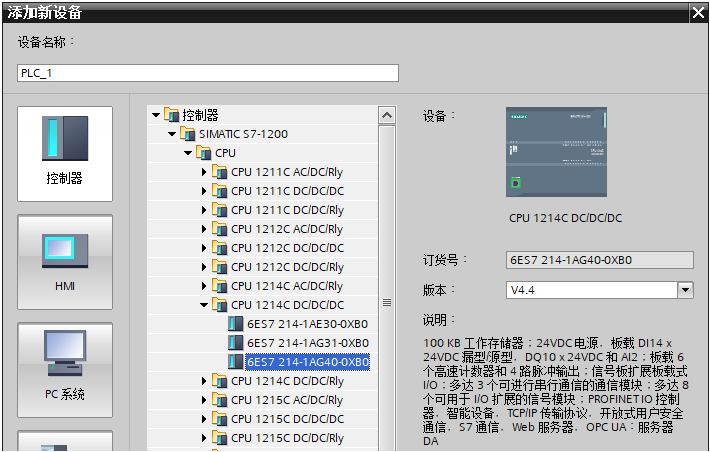 添加新设备
设备名称：
PLC_1
控制器
HMI
PC 系统
控制器
SIMATIC S7-1200
CPU
CPU 1211C AC/DC/Rly
CPU 1211C DC/DC/DC
CPU 1211C DC/DC/Rly
CPU 1212C AC/DC/Rly
CPU 1212C DC/DC/DC
CPU 1212C DC/DC/Rly
CPU 1214C AC/DC/Rly
CPU 1214C DC/DC/DC
6ES7 214-1AE30-0XB0
6ES7 214-1AG31-0XB0
6ES7 214-1AG40-0XB0
CPU 1214C DC/DC/Rly
CPU 1215C AC/DC/Rly
CPU 1215C DC/DC/DC
CPU 1215C DC/DC/Rly
设备：
SIEMENS
CPU 1214C DC/DC/DC
订货号：
6ES7 214-1AG40-0XB0
版本：
V4.4
说明：
100 KB 工作存储器；24VDC 电源，板载 DI14 x
24VDC 漏型/源型，DQ10 x 24VDC 和 AI2；板载 6
个高速计数器和 4 路脉冲输出；信号板扩展板载式
I/O；多达 3 个可进行串行通信的通信模块；多达 8
个可用于 I/O 扩展的信号模块；PROFINET IO 控制
器，智能设备，TCP/IP 传输协议，开放式用户安全
通信，S7 通信，Web 服务器，OPC UA：服务器
DA